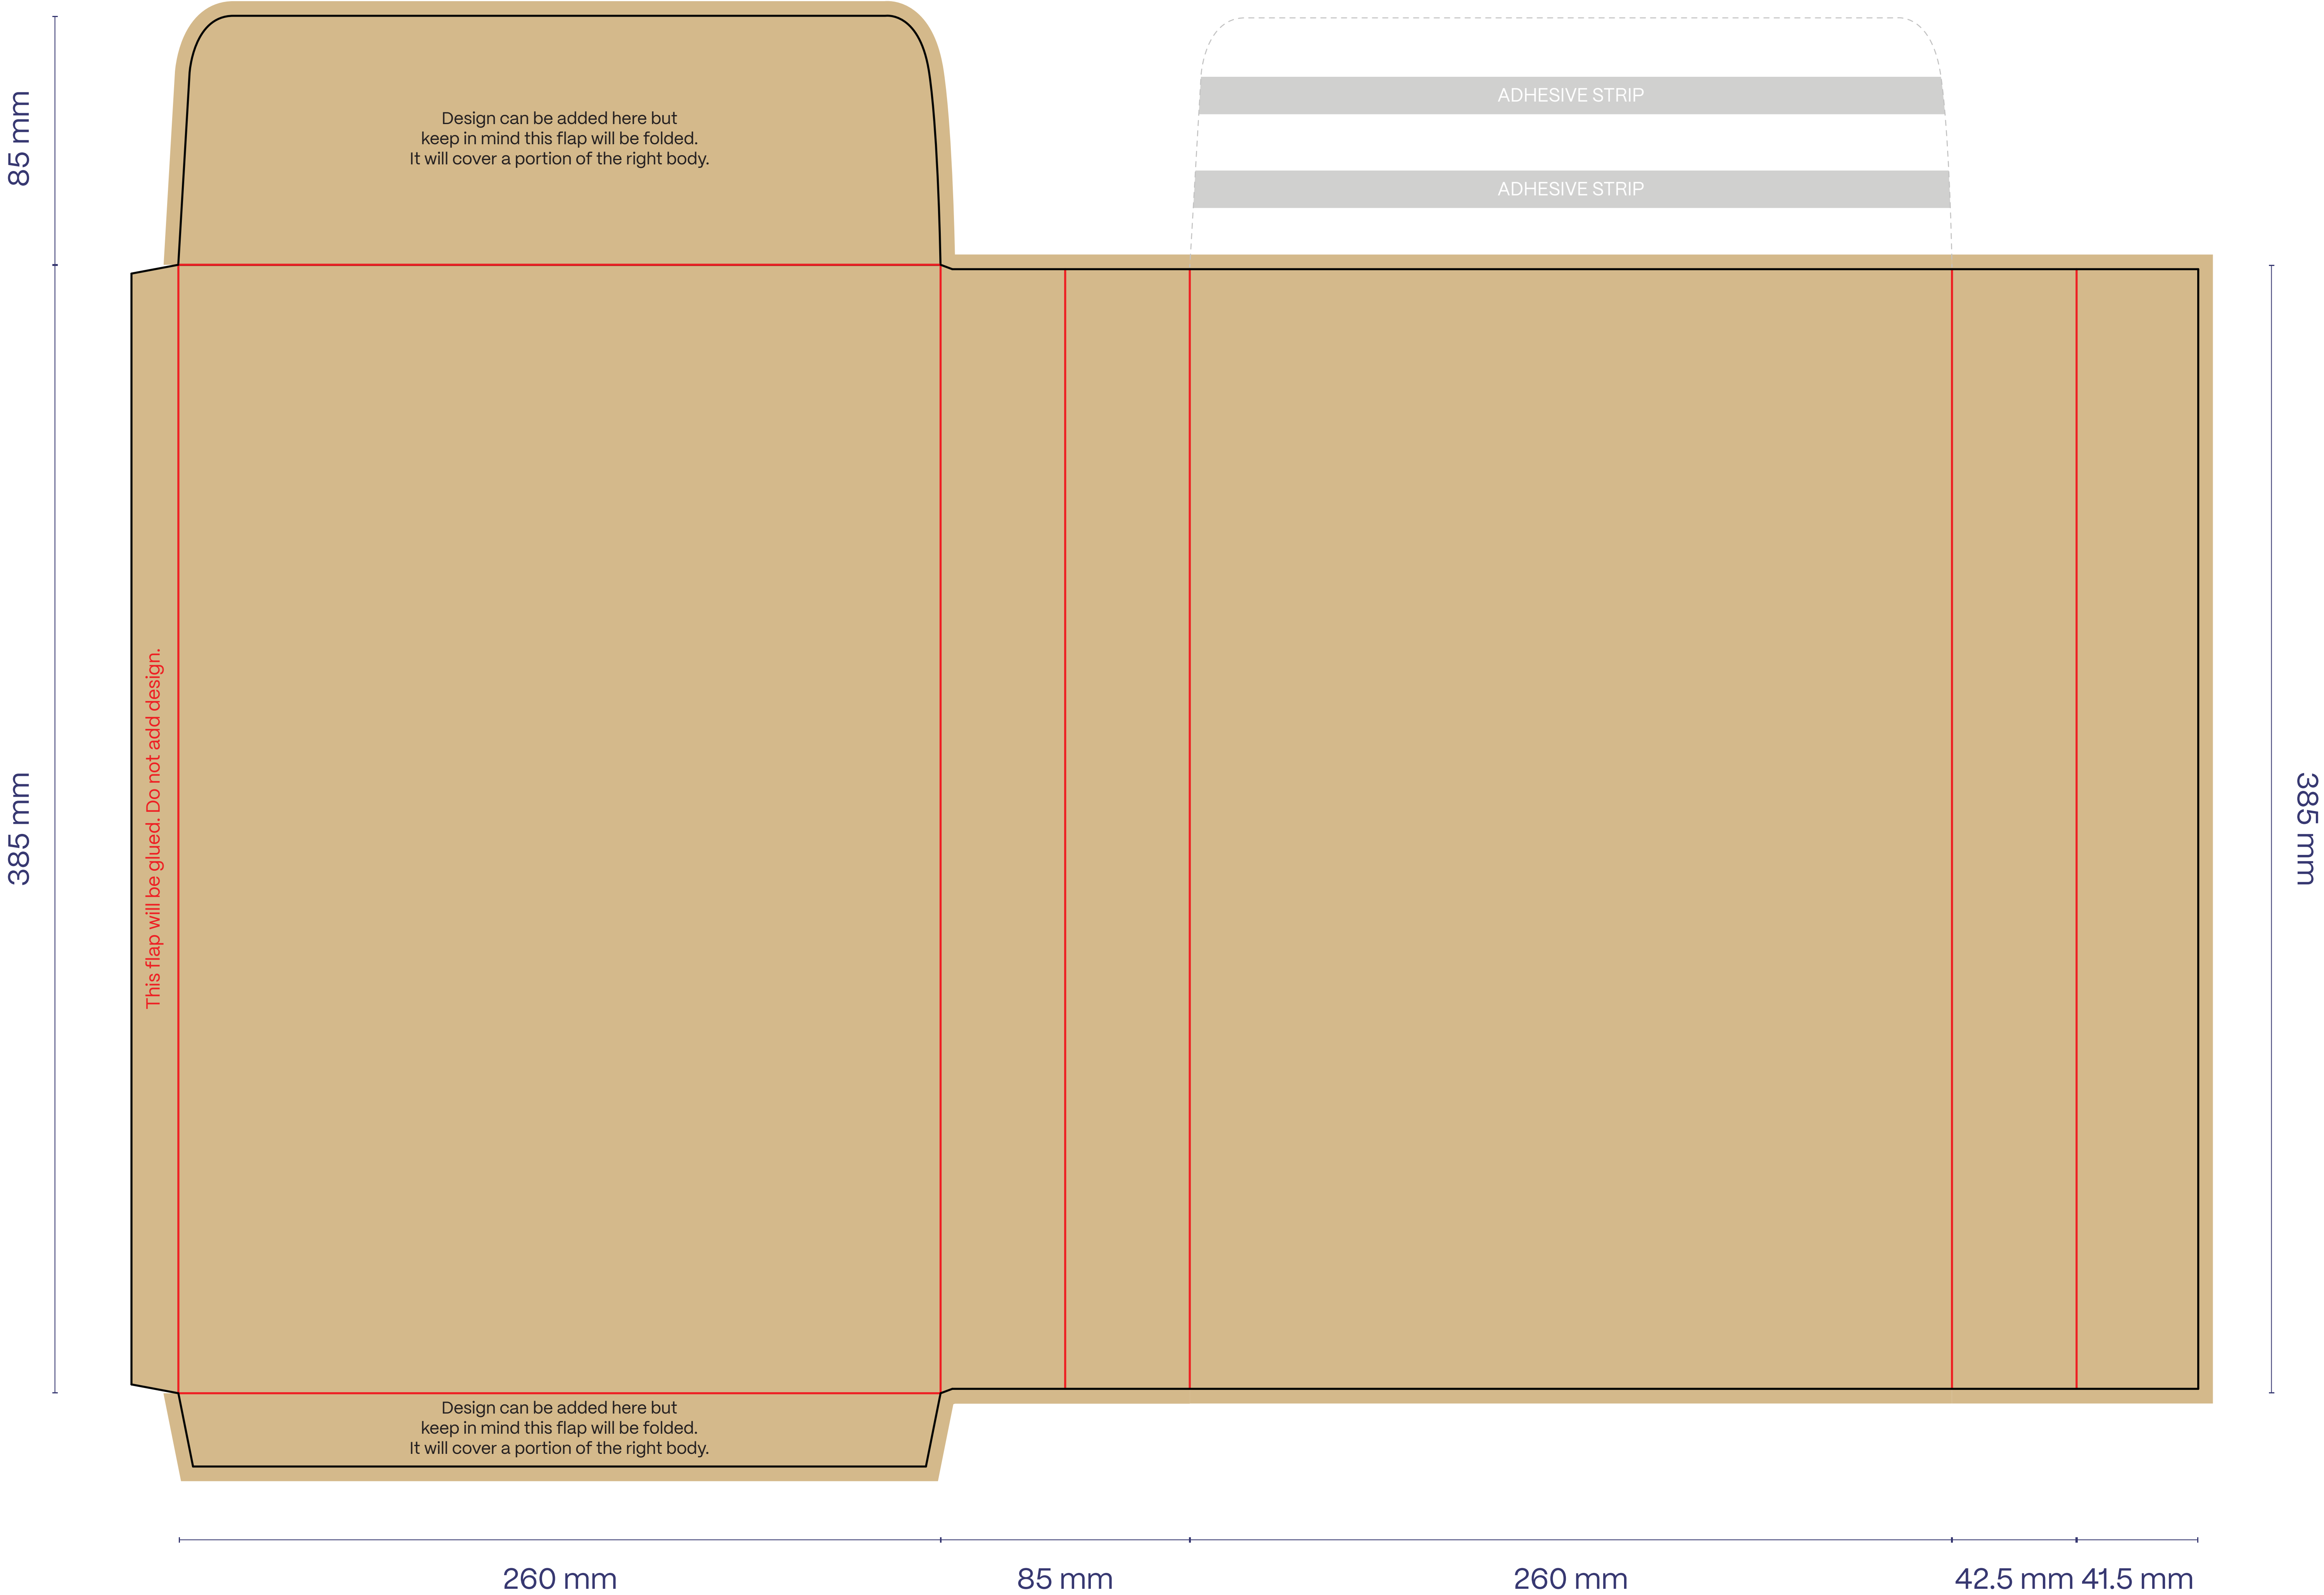 85 mm
Design can be added here but
keep in mind this flap will be folded.
It will cover a portion of the right body.
ADHESIVE STRIP
ADHESIVE STRIP
385 mm
This flap will be glued. Do not add design.
385 mm
Design can be added here but
keep in mind this flap will be folded.
It will cover a portion of the right body.
260 mm
85 mm
260 mm
42.5 mm
41.5 mm